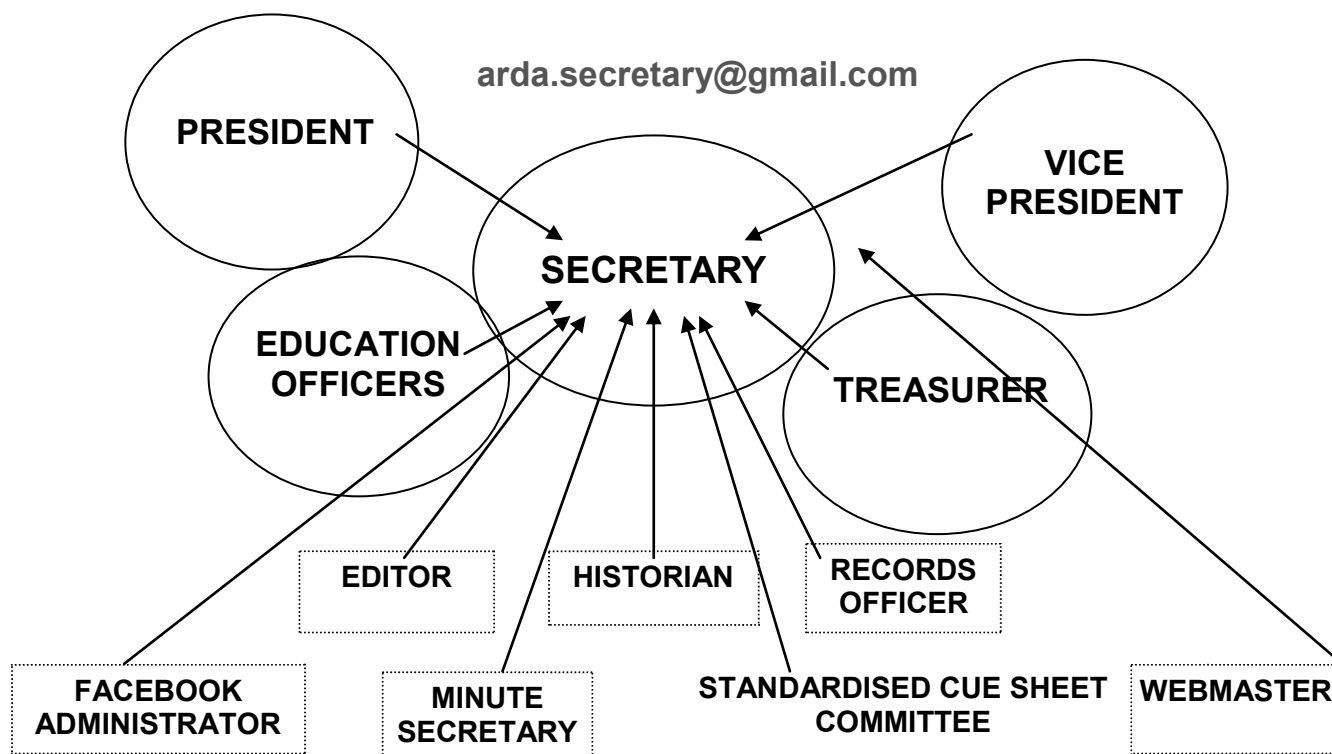 arda.secretary@gmail.com
PRESIDENT
VICE
PRESIDENT
SECRETARY
EDUCATION
OFFICERS
TREASURER
EDITOR
HISTORIAN
RECORDS
OFFICER
FACEBOOK
ADMINISTRATOR
MINUTE
SECRETARY
STANDARDISED CUE SHEET
COMMITTEE
WEBMASTER